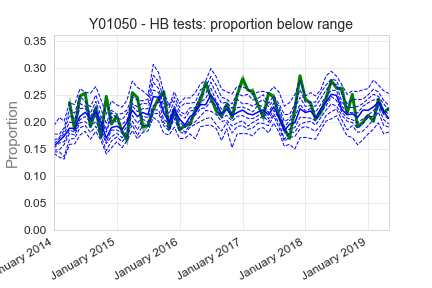 Y01050 - HB tests: proportion below range
Proportion
0.35
0.30
0.25
0.20
0.15
0.10
0.05
0.00
2014
January 2015
January 2016
January 2017
January 2018
January 2019